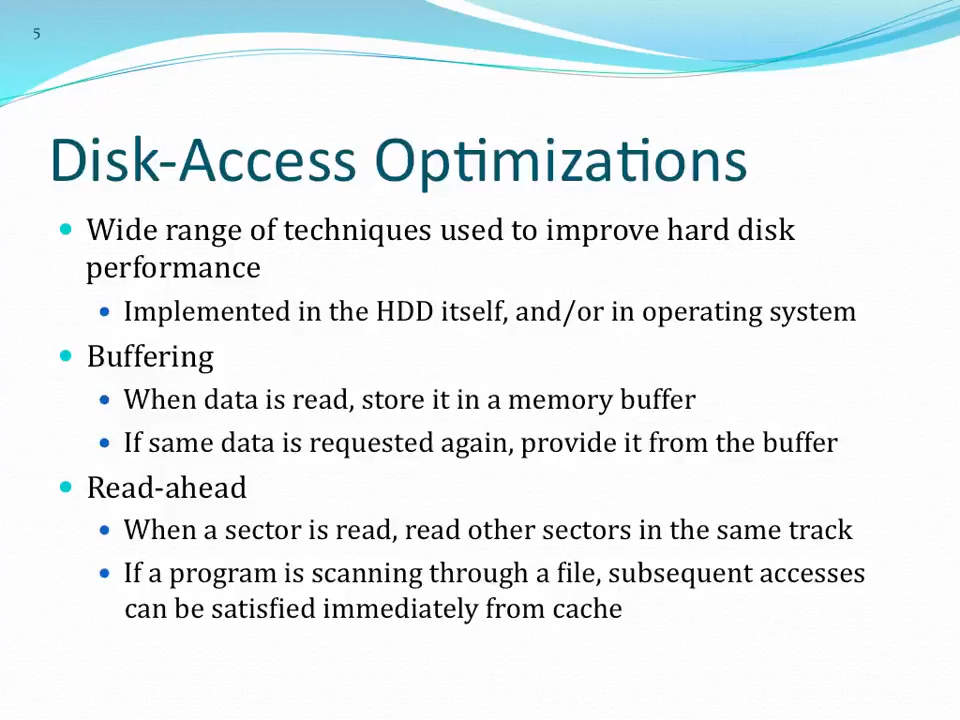 5
Disk-Access Optimizations
• Wide range of techniques used to improve hard disk
performance
• Implemented in the HDD itself, and/or in operating system
• Buffering
• When data is read, store it in a memory buffer
• If same data is requested again, provide it from the buffer
• Read-ahead
• When a sector is read, read other sectors in the same track
• If a program is scanning through a file, subsequent accesses
can be satisfied immediately from cache